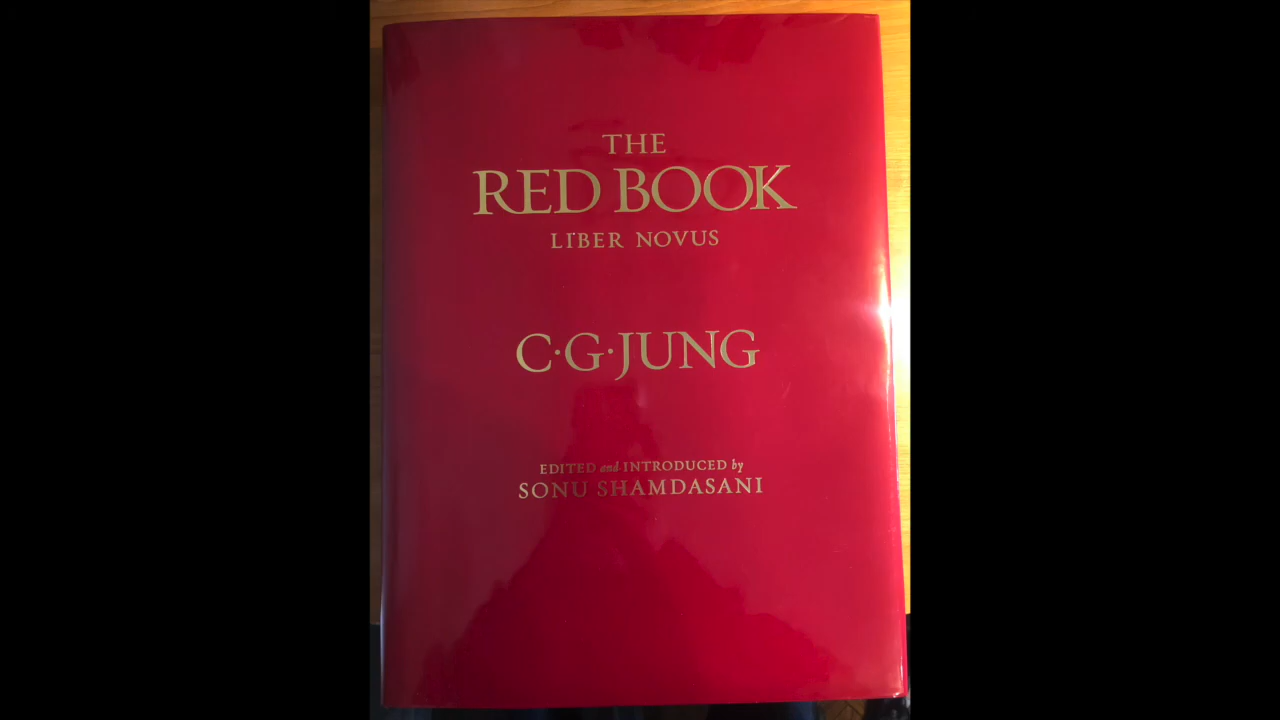 THE
RED BOOK
LIBER NOVUS
C·G·JUNG
EDITED and INTRODUCED by
SONU SHAMDASANI